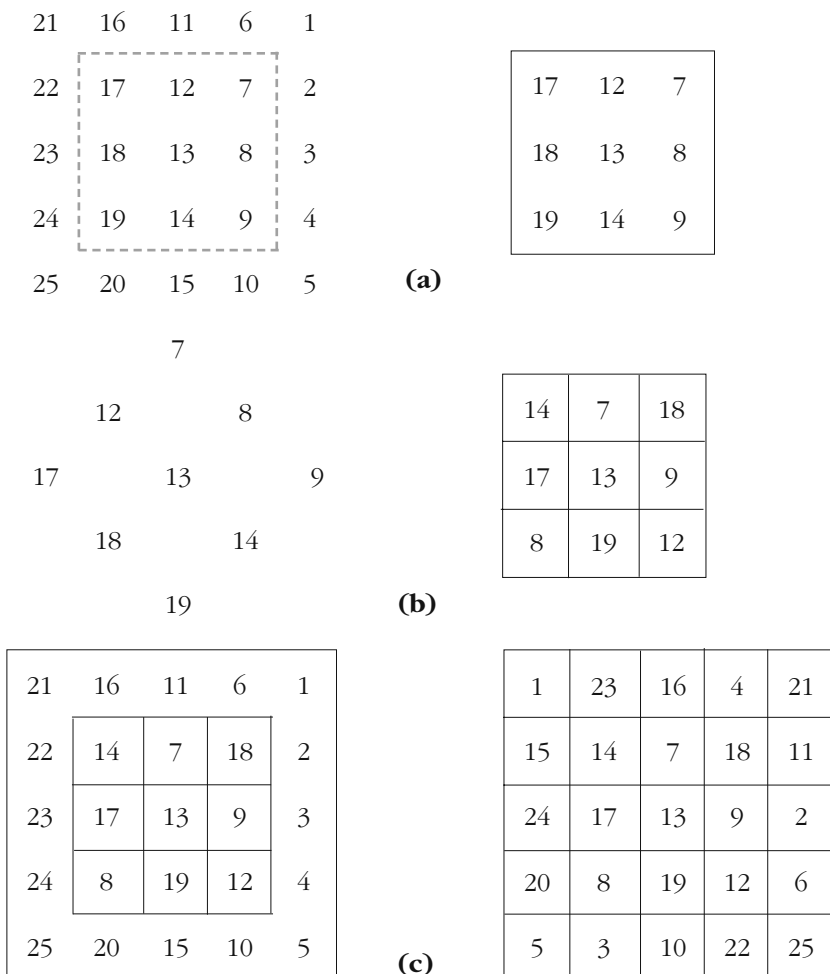 21 16 11 6 1
22 17 12 7 2
23 18 13 8 3
24 19 14 9 4
25 20 15 10 5
17 12 7
18 13 8
19 14 9
(a)
7
12 8
17 13 9
18 14
19
14 7 18
17 13 9
8 19 12
(b)
21 16 11 6 1
22 14 7 18 2
23 17 13 9 3
24 8 19 12 4
25 20 15 10 5
1 23 16 4 21
15 14 7 18 11
24 17 13 9 2
20 8 19 12 6
5 3 10 22 25
(c)